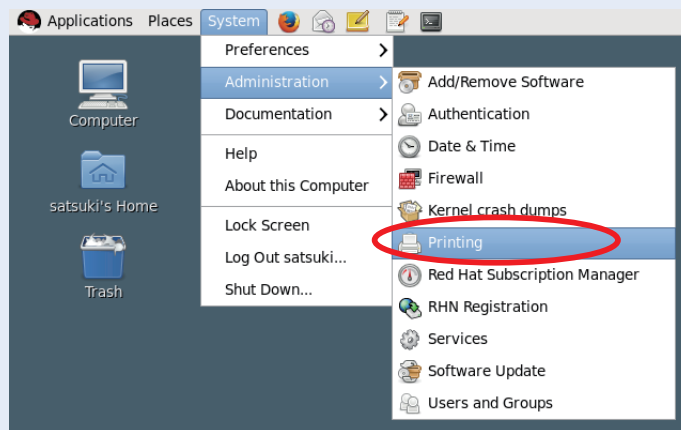 Applications Places System
Preferences
Administration
Documentation
Help
About this Computer
Lock Screen
Log Out satsuki...
Shut Down...
Add/Remove Software
Authentication
Date & Time
Firewall
Kernel crash dumps
Printing
Red Hat Subscription Manager
RHN Registration
Services
Software Update
Users and Groups
Computer
satsuki's Home
Trash